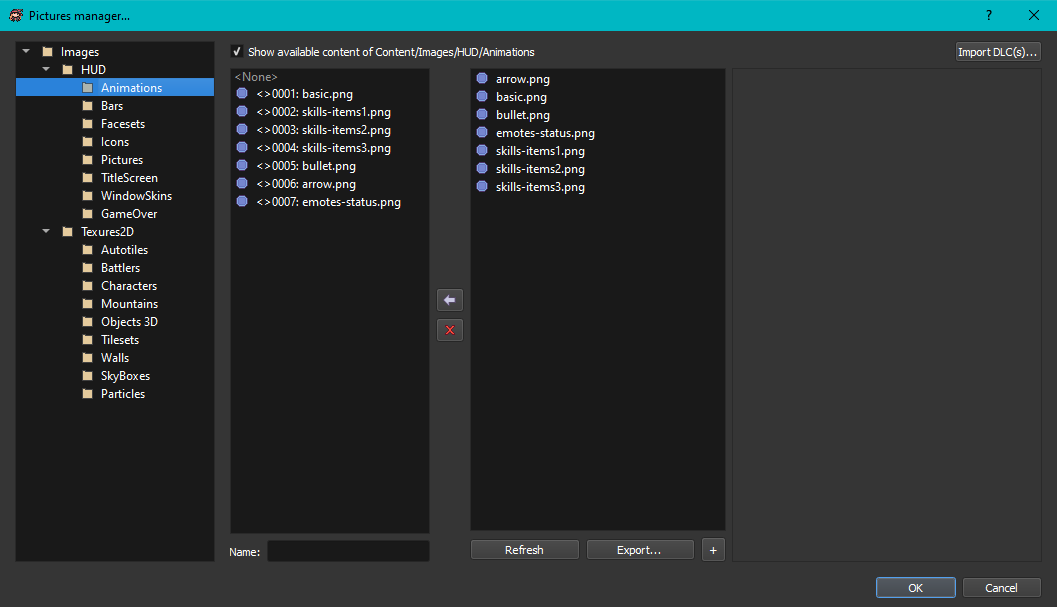 Pictures manager...
?
Images
HUD
Animations
Bars
Facesets
Icons
Pictures
TitleScreen
WindowSkins
GameOver
Texures2D
Autotiles
Battlers
Characters
Mountains
Objects 3D
Tilesets
Walls
SkyBoxes
Particles
Show available content of Content/Images/HUD/Animations
Import DLC(s)...
<None>
<>0001: basic.png
<>0002: skills-items1.png
<>0003: skills-items2.png
<>0004: skills-items3.png
<>0005: bullet.png
<>0006: arrow.png
<>0007: emotes-status.png
arrow.png
basic.png
bullet.png
emotes-status.png
skills-items1.png
skills-items2.png
skills-items3.png
Name:
Refresh
Export...
+
OK
Cancel